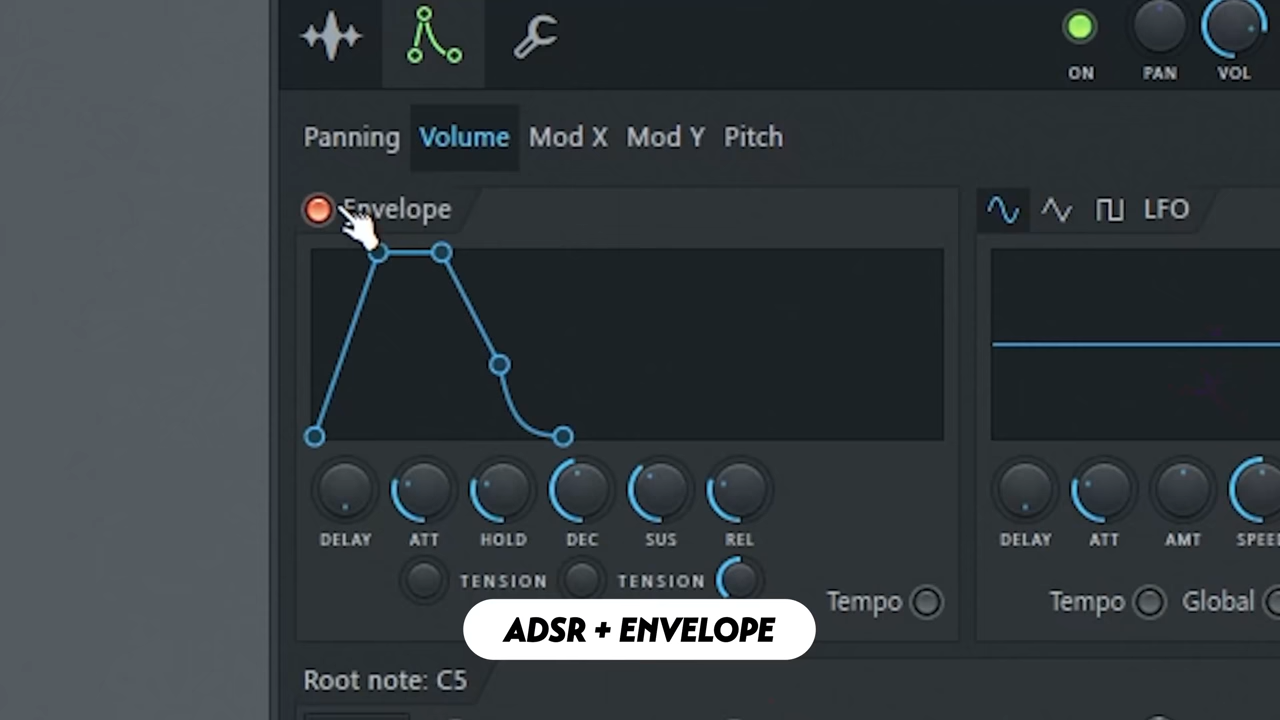 ON PAN VOL
Panning Volume Mod X Mod Y Pitch
Envelope
LFO
DELAY ATT HOLD DEC SUS REL
DELAY ATT AMT SPEED
TENSION TENSION
Tempo
Tempo Global
ADSR + ENVELOPE
Root note: C5